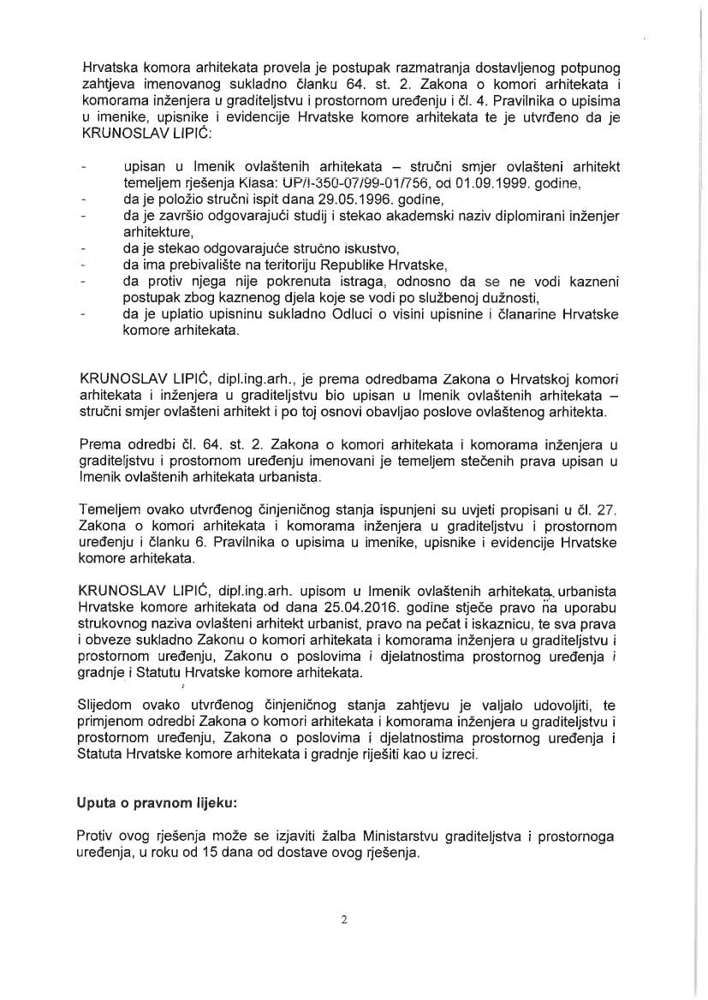 Hrvatska komora arhitekata provela je postupak razmatranja dostavljenog potpunog
zahtjeva imenovanog sukladno članku 64. st. 2. Zakona o komori arhitekata i
komorama inženjera u graditeljstvu i prostornom uređenju i čl. 4. Pravilnika o upisima
u imenike, upisnike i evidencije Hrvatske komore arhitekata te je utvrđeno da je
KRUNOSLAV LIPIĆ:
- upisan u Imenik ovlaštenih arhitekata – stručni smjer ovlašteni arhitekt
temeljem rješenja Klasa: UP/I-350-07/99-01/756, od 01.09.1999. godine,
- da je položio stručni ispit dana 29.05.1996. godine,
- da je završio odgovarajući studij i stekao akademski naziv diplomirani inženjer
arhitekture,
- da je stekao odgovarajuće stručno iskustvo,
- da ima prebivalište na teritoriju Republike Hrvatske,
- da protiv njega nije pokrenuta istraga, odnosno da se ne vodi kazneni
postupak zbog kaznenog djela koje se vodi po službenoj dužnosti,
- da je uplatio upisninu sukladno Odluci o visini upisnine i članarine Hrvatske
komore arhitekata.
KRUNOSLAV LIPIĆ, dipl.ing.arh., je prema odredbama Zakona o Hrvatskoj komori
arhitekata i inženjera u graditeljstvu bio upisan u Imenik ovlaštenih arhitekata –
stručni smjer ovlašteni arhitekt i po toj osnovi obavljao poslove ovlaštenog arhitekta.
Prema odredbi čl. 64. st. 2. Zakona o komori arhitekata i komorama inženjera u
graditeljstvu i prostornom uređenju imenovani je temeljem stečenih prava upisan u
Imenik ovlaštenih arhitekata urbanista.
Temeljem ovako utvrđenog činjeničnog stanja ispunjeni su uvjeti propisani u čl. 27.
Zakona o komori arhitekata i komorama inženjera u graditeljstvu i prostornom
uređenju i članku 6. Pravilnika o upisima u imenike, upisnike i evidencije Hrvatske
komore arhitekata.
KRUNOSLAV LIPIĆ, dipl.ing.arh. upisom u Imenik ovlaštenih arhitekata urbanista
Hrvatske komore arhitekata od dana 25.04.2016. godine stječe pravo na uporabu
strukovnog naziva ovlašteni arhitekt urbanist, pravo na pečat i iskaznicu, te sva prava
i obveze sukladno Zakonu o komori arhitekata i komorama inženjera u graditeljstvu i
prostornom uređenju, Zakonu o poslovima i djelatnostima prostornog uređenja i
gradnje i Statutu Hrvatske komore arhitekata.
Slijedom ovako utvrđenog činjeničnog stanja zahtjevu je valjalo udovoljiti, te
primjenom odredbi Zakona o komori arhitekata i komorama inženjera u graditeljstvu i
prostornom uređenju, Zakona o poslovima i djelatnostima prostornog uređenja i
Statuta Hrvatske komore arhitekata i gradnje riješiti kao u izreci.
Uputa o pravnom lijeku:
Protiv ovog rješenja može se izjaviti žalba Ministarstvu graditeljstva i prostornoga
uređenja, u roku od 15 dana od dostave ovog rješenja.
2